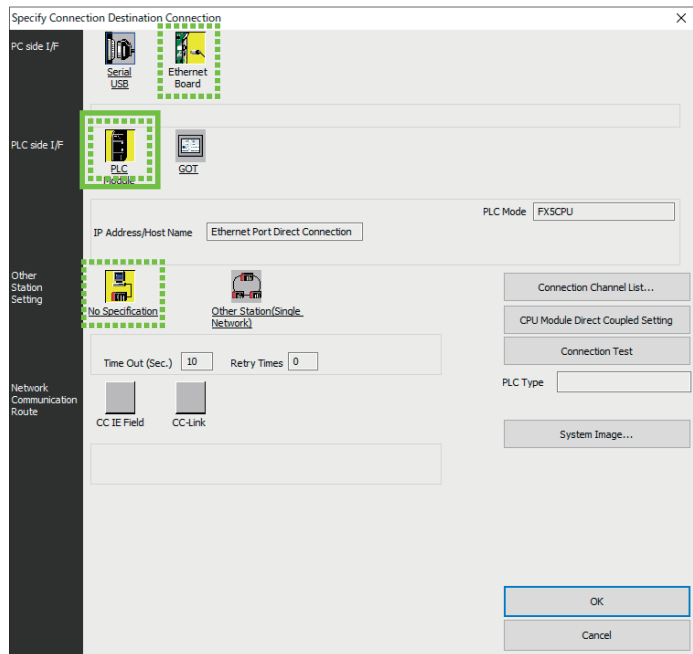 Specify Connection Destination Connection
PC side I/F
Serial
USB
Ethernet
Board
PLC side I/F
PLC
Module
GOT
PLC Mode FX5CPU
IP Address/Host Name Ethernet Port Direct Connection
Other
Station
Setting
No Specification
Other Station(Single
Network)
Time Out (Sec.) 10 Retry Times 0
Connection Channel List...
CPU Module Direct Coupled Setting
Connection Test
PLC Type
Network
Communication
Route
CC IE Field
CC-Link
System Image...
OK
Cancel